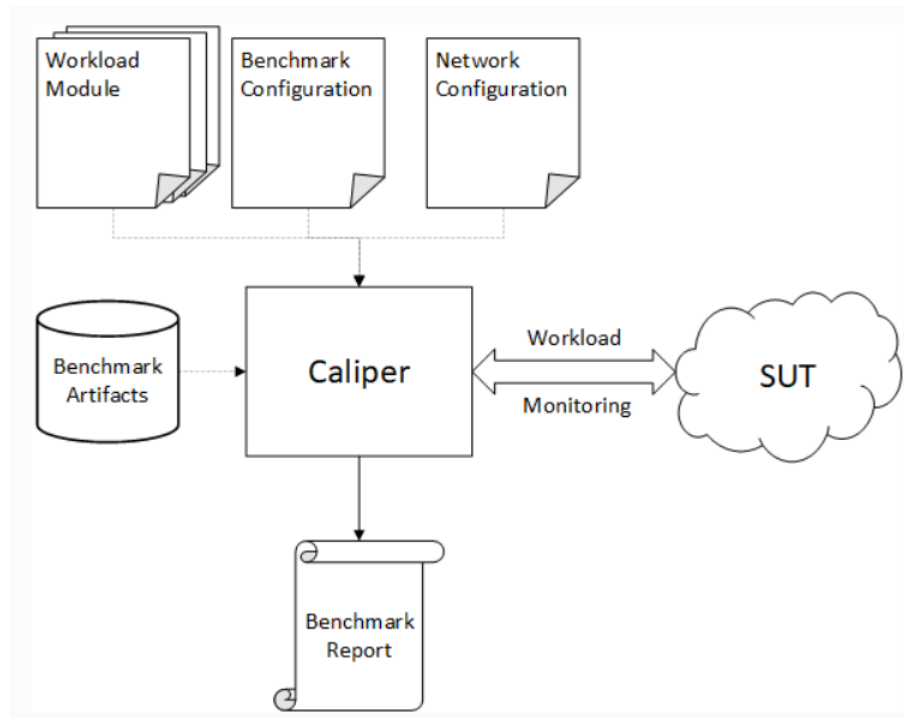 Workload
Module
Benchmark
Configuration
Network
Configuration
Benchmark
Artifacts
Caliper
Workload
Monitoring
SUT
Benchmark
Report